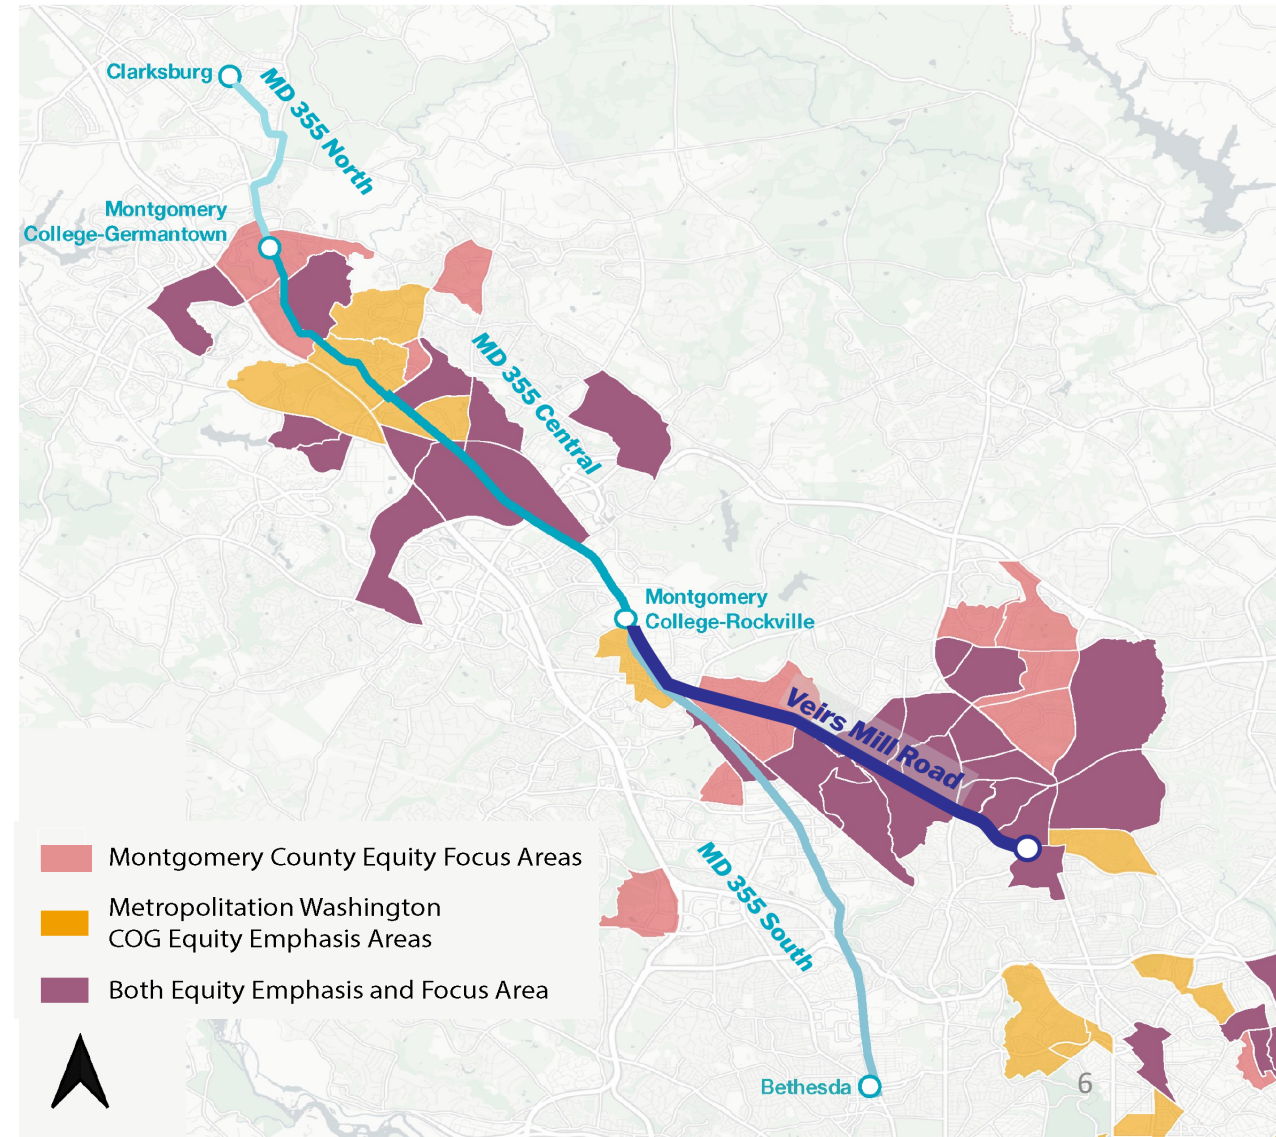 Clarksburg
MD 355 North
Montgomery
College-Germantown
MD 355 Central
Montgomery
College-Rockville
Veirs Mill Road
MD 355 South
Bethesda
Montgomery County Equity Focus Areas
Metropolitation Washington
COG Equity Emphasis Areas
Both Equity Emphasis and Focus Area
6